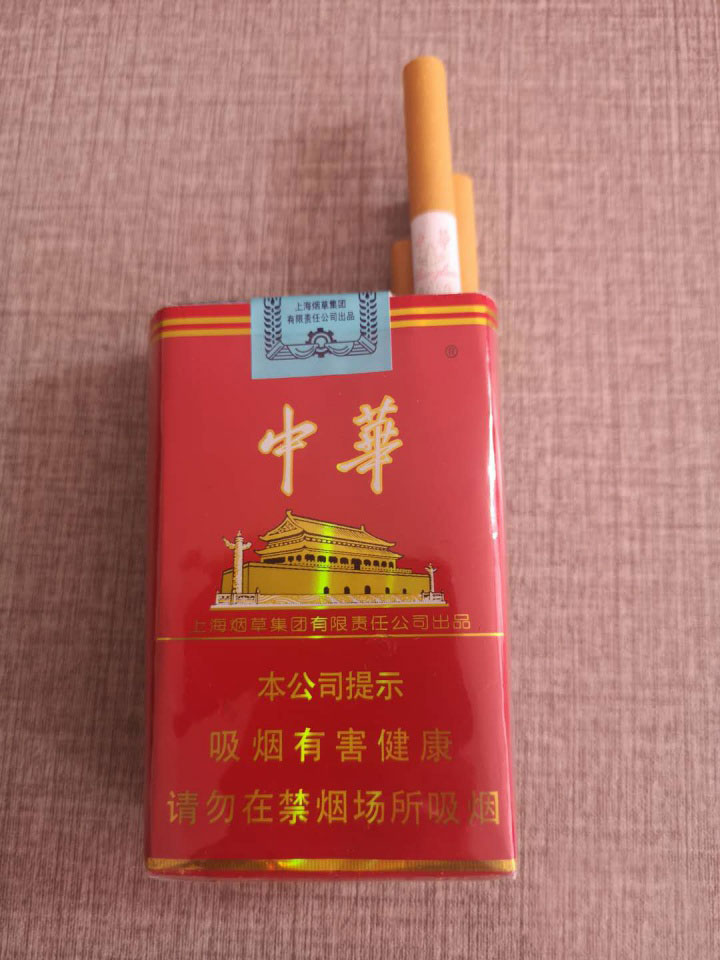 上海烟草集团
有限责任公司出品
®
中華
上海烟草集团有限责任公司出品
本公司提示
吸烟有害健康
请勿在禁烟场所吸烟